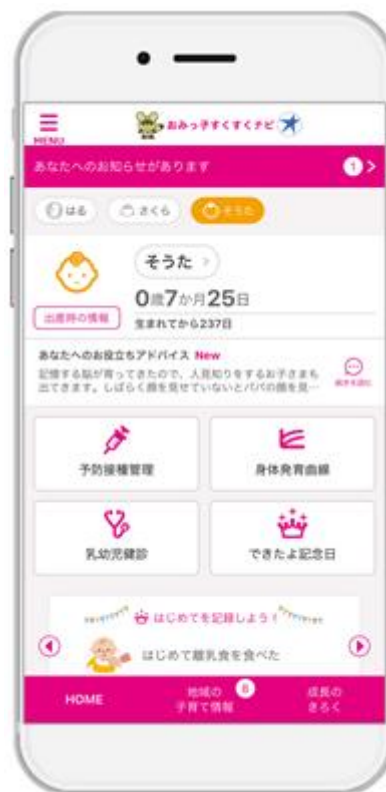 MENU
おみっ子すくすくナビ
あなたへのお知らせがあります
1
はる
さくら
そうた
そうた
0歳7か月25日
出産時の情報
生まれてから237日
あなたへのお役立ちアドバイス New
記憶する脳が育ってきたので、人見知りをするお子さまも
出てきます。しばらく顔を見せていないとパパの顔を見…
続きを読む
予防接種管理
身体発育曲線
乳幼児健診
できたよ記念日
はじめてを記録しよう!
はじめて離乳食を食べた
HOME
地域の
子育て情報
8
成長の
きろく